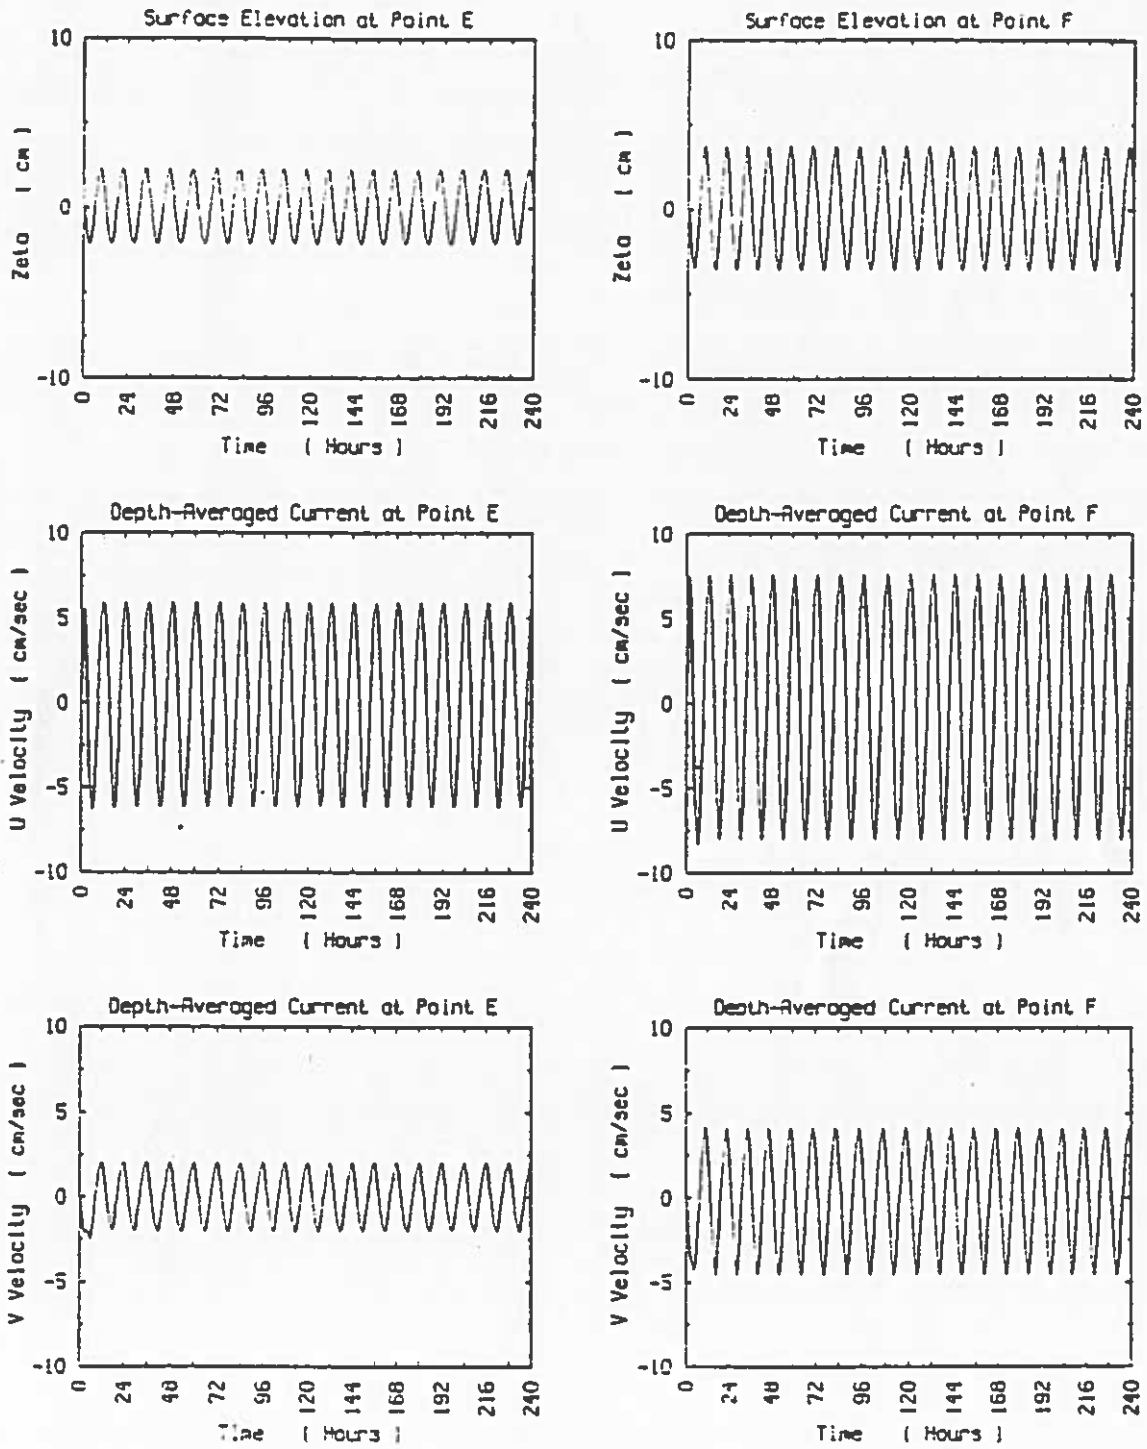 Surface Elevation at Point E
10
0
-10
Zeta ( cm )
0 24 48 72 96 120 144 168 192 216 240
Time ( Hours )
Surface Elevation at Point F
10
0
-10
Zeta ( cm )
0 24 48 72 96 120 144 168 192 216 240
Time ( Hours )
Depth-Averaged Current at Point E
10
5
0
-5
-10
U Velocity ( cm/sec )
0 24 48 72 96 120 144 168 192 216 240
Time ( Hours )
Depth-Averaged Current at Point F
10
5
0
-5
-10
U Velocity ( cm/sec )
0 24 48 72 96 120 144 168 192 216 240
Time ( Hours )
Depth-Averaged Current at Point E
10
5
0
-5
-10
V Velocity ( cm/sec )
0 24 48 72 96 120 144 168 192 216 240
Time ( Hours )
Depth-Averaged Current at Point F
10
5
0
-5
-10
V Velocity ( cm/sec )
0 24 48 72 96 120 144 168 192 216 240
Time ( Hours )